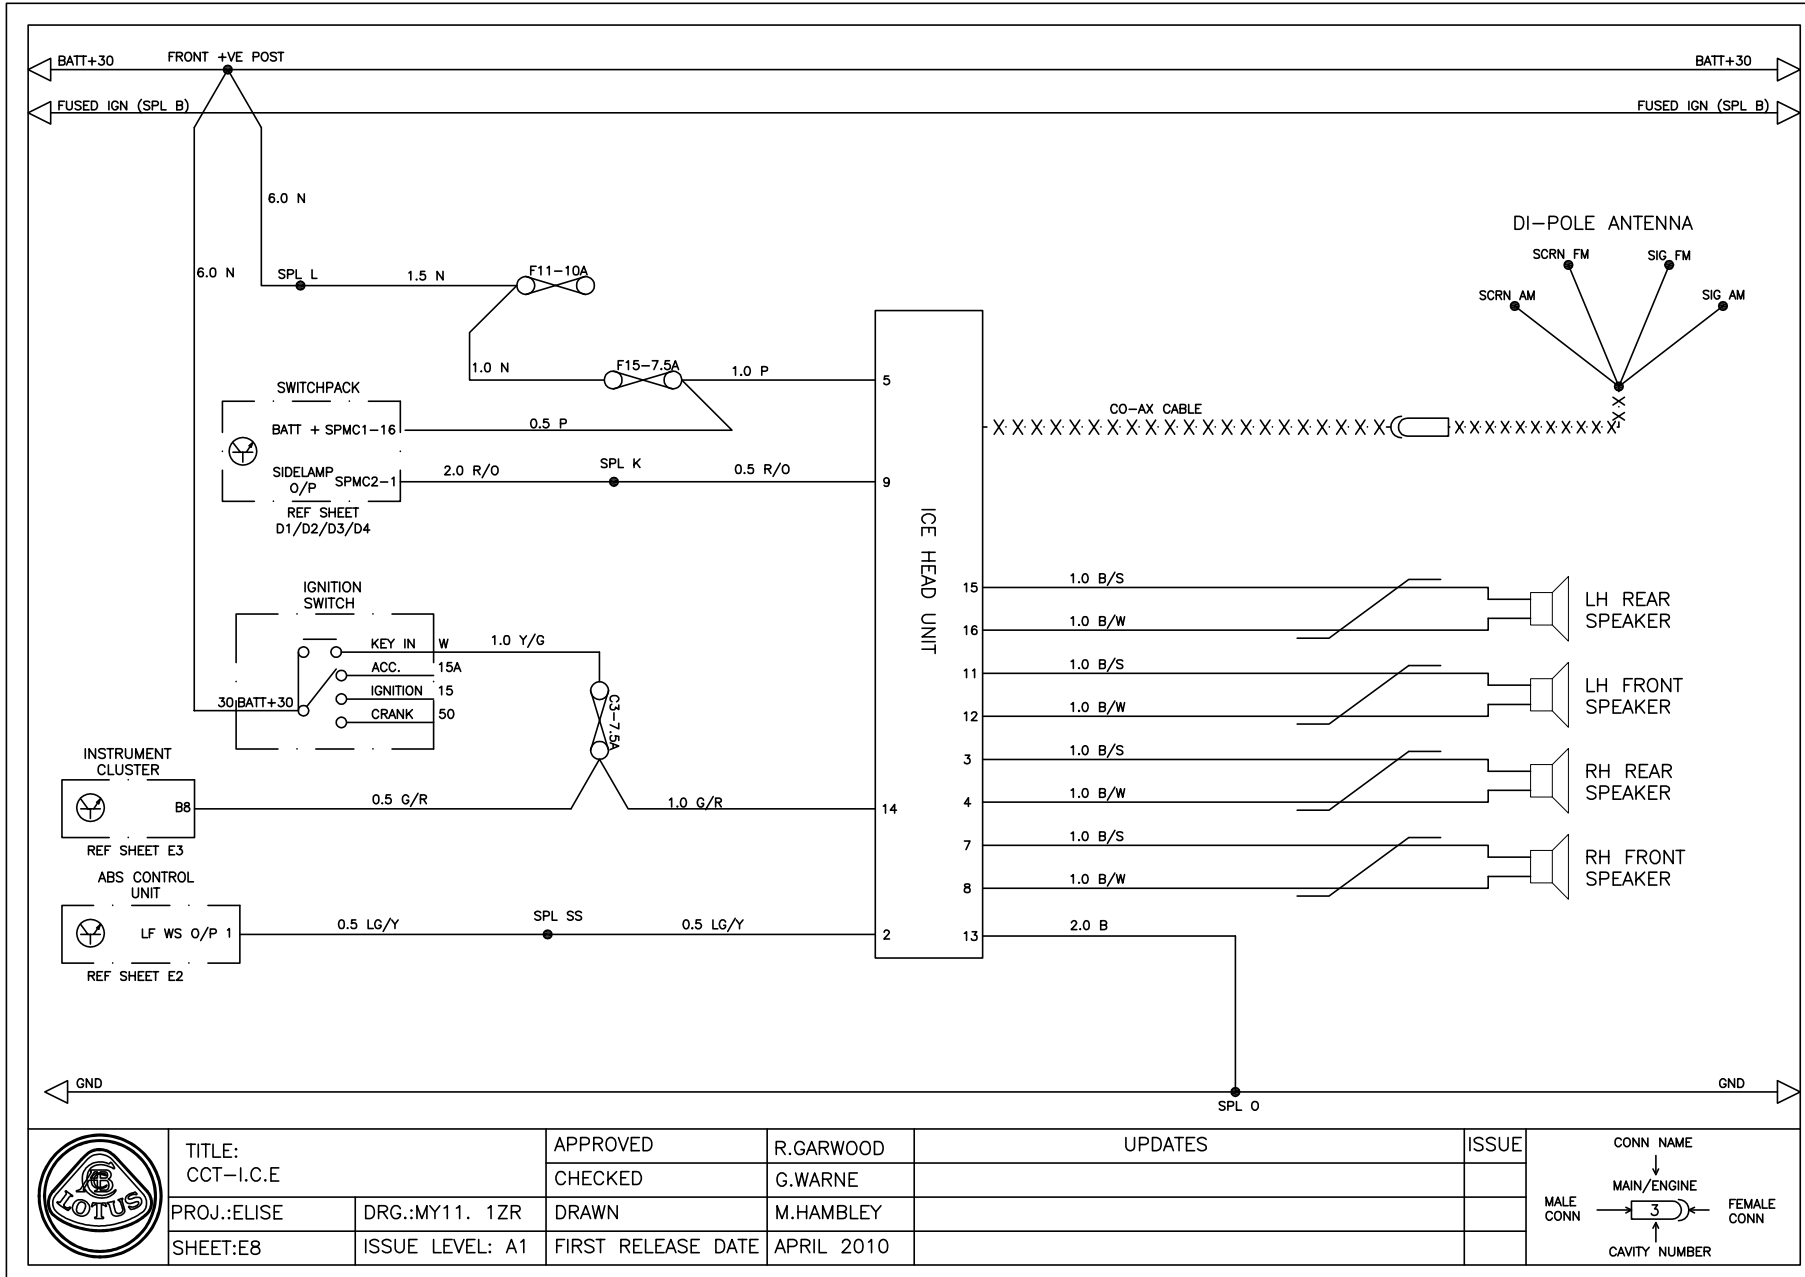 BATT+30
FRONT +VE POST
BATT+30
FUSED IGN (SPL B)
FUSED IGN (SPL B)
6.0 N
6.0 N
SPL L
1.5 N
F11-10A
1.0 N
F15-7.5A
1.0 P
5
DI-POLE ANTENNA
SCRN FM
SIG FM
SCRN AM
SIG AM
SWITCHPACK
BATT + SPMC1-16
0.5 P
CO-AX CABLE
SIDELAMP
O/P
SPMC2-1
2.0 R/O
SPL K
0.5 R/O
9
REF SHEET
D1/D2/D3/D4
ICE HEAD UNIT
IGNITION
SWITCH
KEY IN
W
1.0 Y/G
ACC.
15A
IGNITION
15
30
BATT+30
CRANK
50
C3-7.5A
15
1.0 B/S
16
1.0 B/W
LH REAR
SPEAKER
11
1.0 B/S
12
1.0 B/W
LH FRONT
SPEAKER
3
1.0 B/S
4
1.0 B/W
RH REAR
SPEAKER
7
1.0 B/S
8
1.0 B/W
RH FRONT
SPEAKER
13
2.0 B
INSTRUMENT
CLUSTER
B8
0.5 G/R
1.0 G/R
14
REF SHEET E3
ABS CONTROL
UNIT
LF WS O/P 1
0.5 LG/Y
SPL SS
0.5 LG/Y
2
REF SHEET E2
GND
GND
SPL O
LOTUS
TITLE:
CCT-I.C.E
PROJ.:ELISE
DRG.:MY11. 1ZR
SHEET:E8
ISSUE LEVEL: A1
APPROVED
R.GARWOOD
CHECKED
G.WARNE
DRAWN
M.HAMBLEY
FIRST RELEASE DATE
APRIL 2010
UPDATES
ISSUE
CONN NAME
MAIN/ENGINE
MALE
CONN
3
FEMALE
CONN
CAVITY NUMBER